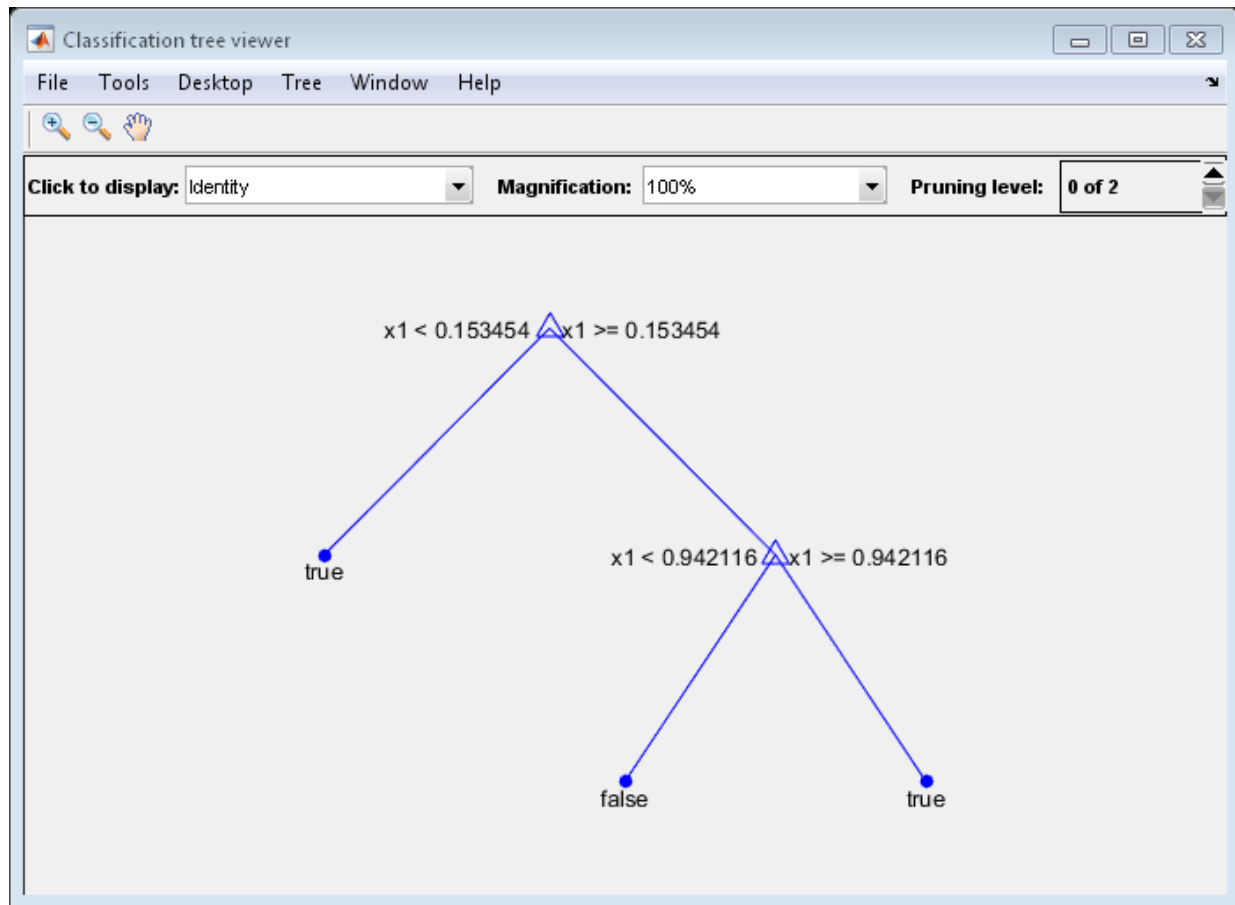 Classification tree viewer
File Tools Desktop Tree Window Help
Click to display: Identity Magnification: 100% Pruning level: 0 of 2
x1 < 0.153454 x1 >= 0.153454
true
x1 < 0.942116 x1 >= 0.942116
false true